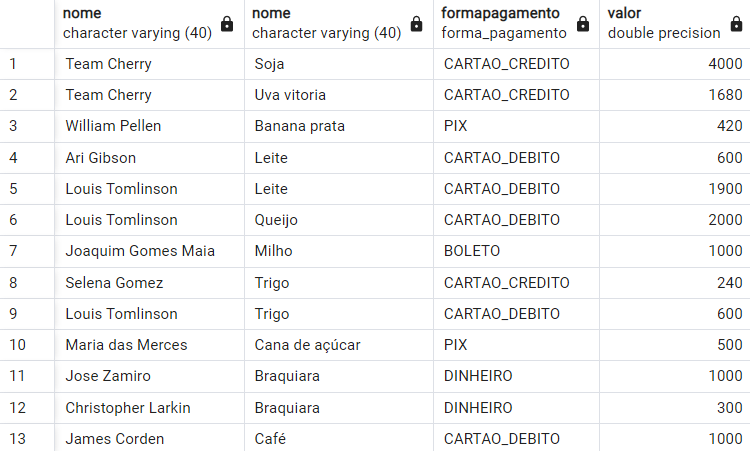 nome nome formapagamento valor
character varying (40) character varying (40) forma_pagamento double precision
1 Team Cherry Soja CARTAO_CREDITO 4000
2 Team Cherry Uva vitoria CARTAO_CREDITO 1680
3 William Pellen Banana prata PIX 420
4 Ari Gibson Leite CARTAO_DEBITO 600
5 Louis Tomlinson Leite CARTAO_DEBITO 1900
6 Louis Tomlinson Queijo CARTAO_DEBITO 2000
7 Joaquim Gomes Maia Milho BOLETO 1000
8 Selena Gomez Trigo CARTAO_CREDITO 240
9 Louis Tomlinson Trigo CARTAO_DEBITO 600
10 Maria das Merces Cana de açúcar PIX 500
11 Jose Zamiro Braquiara DINHEIRO 1000
12 Christopher Larkin Braquiara DINHEIRO 300
13 James Corden Café CARTAO_DEBITO 1000